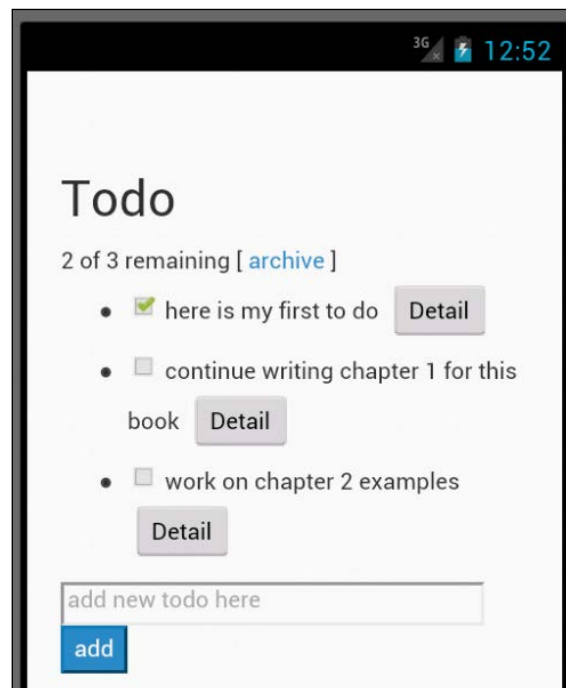 3G 12:52
Todo
2 of 3 remaining [ archive ]
here is my first to do Detail
continue writing chapter 1 for this
book Detail
work on chapter 2 examples
Detail
add new todo here
add